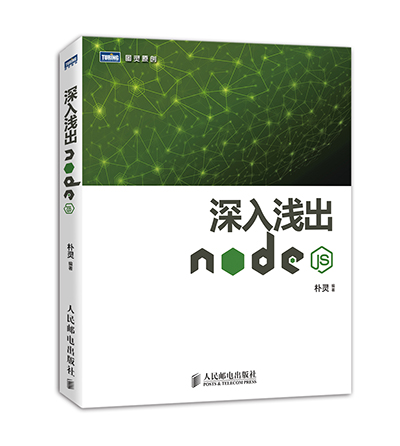 TURING
图灵原创
深入浅出
node
JS
朴灵 编著
人民邮电出版社
POSTS & TELECOM PRESS
深入浅出
node
JS
朴灵 编著
人民邮电出版社